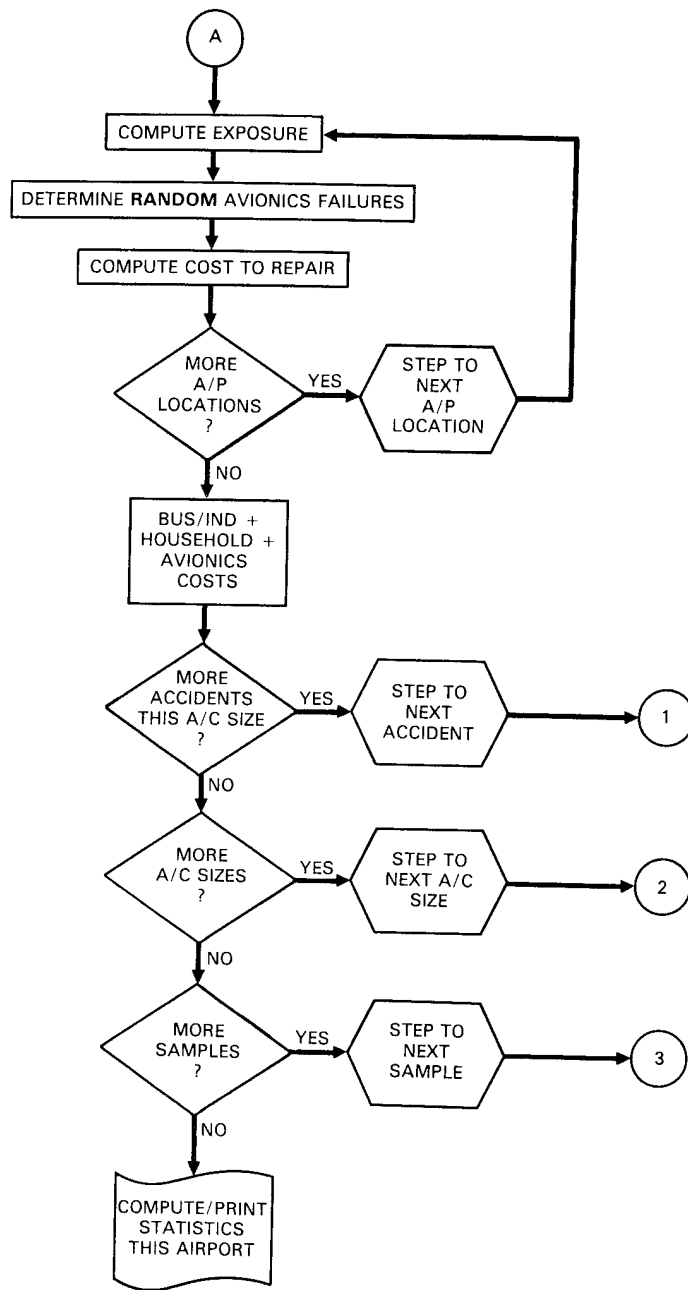 A
COMPUTE EXPOSURE
DETERMINE RANDOM AVIONICS FAILURES
COMPUTE COST TO REPAIR
MORE
A/P
LOCATIONS
?
YES
STEP TO
NEXT
A/P
LOCATION
NO
BUS/IND +
HOUSEHOLD +
AVIONICS
COSTS
MORE
ACCIDENTS
THIS A/C SIZE
?
YES
STEP TO
NEXT
ACCIDENT
1
NO
MORE
A/C SIZES
?
YES
STEP TO
NEXT A/C
SIZE
2
NO
MORE
SAMPLES
?
YES
STEP TO
NEXT
SAMPLE
3
NO
COMPUTE/PRINT
STATISTICS
THIS AIRPORT